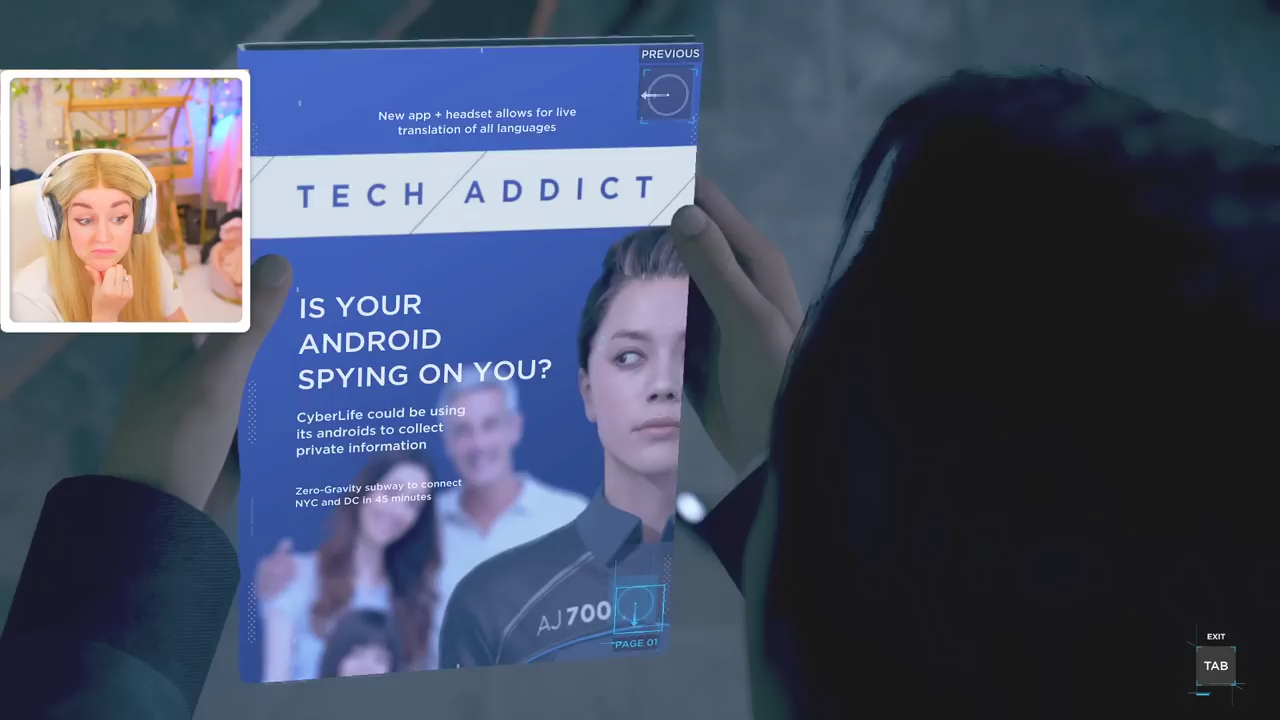 PREVIOUS
New app + headset allows for live
translation of all languages
TECH ADDICT
IS YOUR
ANDROID
SPYING ON YOU?
CyberLife could be using
its androids to collect
private information
Zero-Gravity subway to connect
NYC and DC in 45 minutes
AJ700
PAGE 01
EXIT
TAB